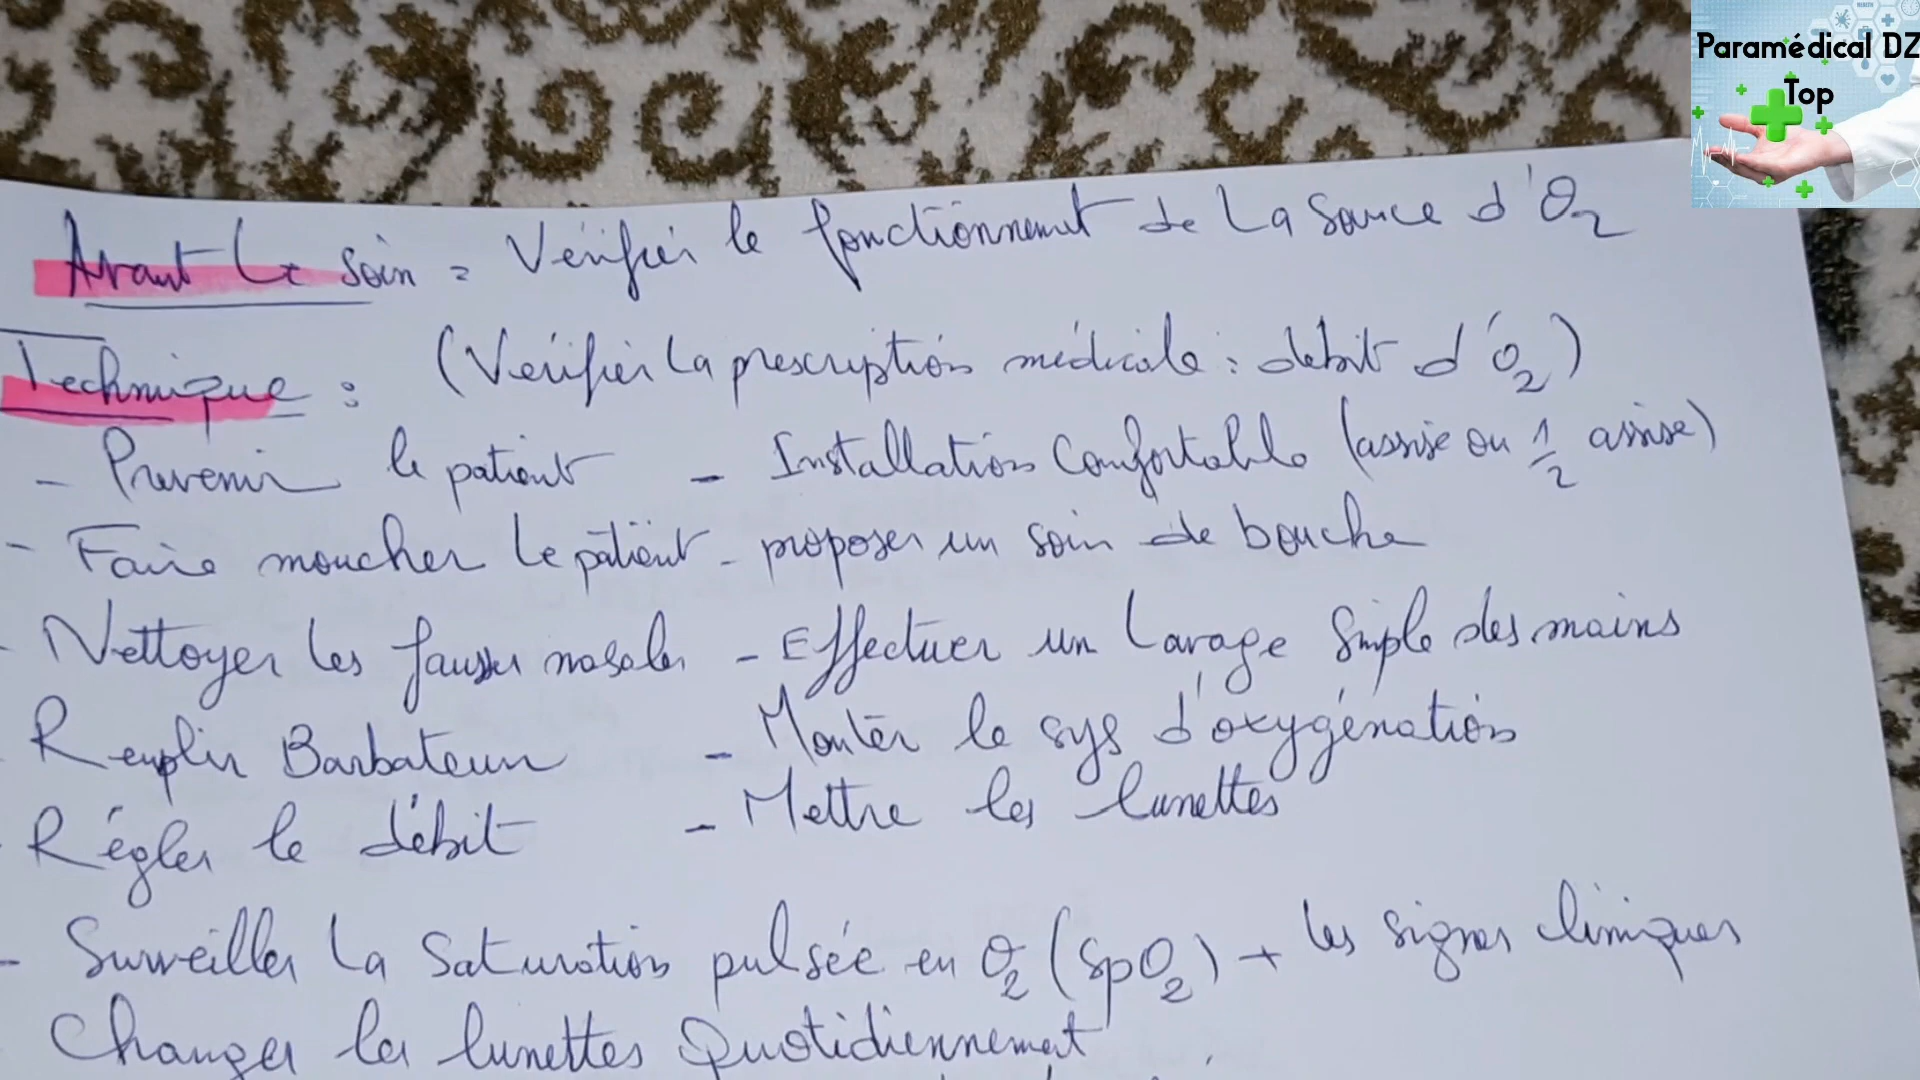 Paramédical DZ
Top
Avant Le soin = Vérifier le fonctionnement de La source d'O2
Technique : (Vérifier La prescription médicale : débit d'O2)
- Prevenir le patient - Installation Confortable (assise ou 1/2 assise)
- Faire moucher Le patient - proposer un soin de bouche
- Nettoyer les fausses nasales - Effectuer un Lavage Simple des mains
- Remplir Barbateur - Monter le sys d'oxygénation
- Régler le débit - Mettre les lunettes
- Surveiller La Saturation pulsée en O2 (SpO2) + les signes cliniques
- Changer les lunettes Quotidiennement